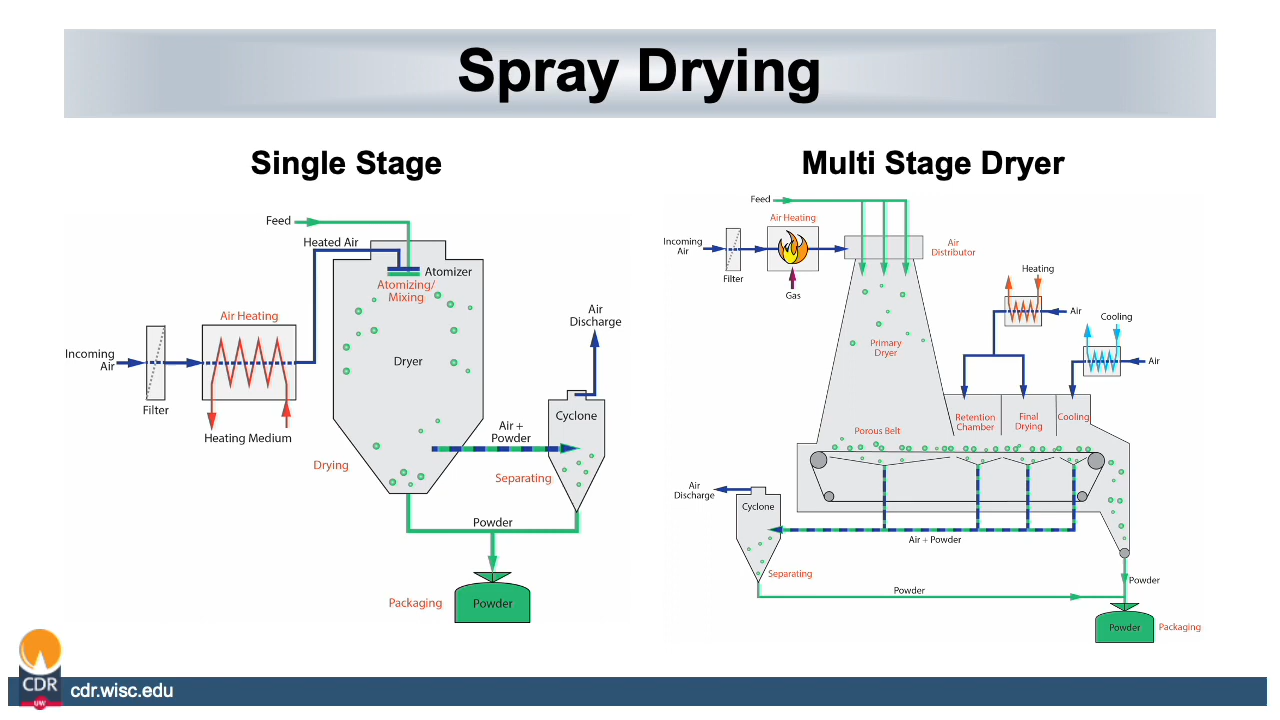 Spray Drying
Single Stage
Feed
Heated Air
Atomizer
Atomizing/
Mixing
Air Heating
Incoming
Air
Filter
Heating Medium
Dryer
Drying
Air
Discharge
Cyclone
Air +
Powder
Separating
Powder
Packaging
Powder
Multi Stage Dryer
Feed
Air Heating
Incoming
Air
Filter
Gas
Air
Distributor
Heating
Air
Cooling
Air
Primary
Dryer
Retention
Chamber
Final
Drying
Cooling
Porous Belt
Air
Discharge
Cyclone
Air + Powder
Separating
Powder
Powder
Powder
Packaging
CDR
UW
cdr.wisc.edu